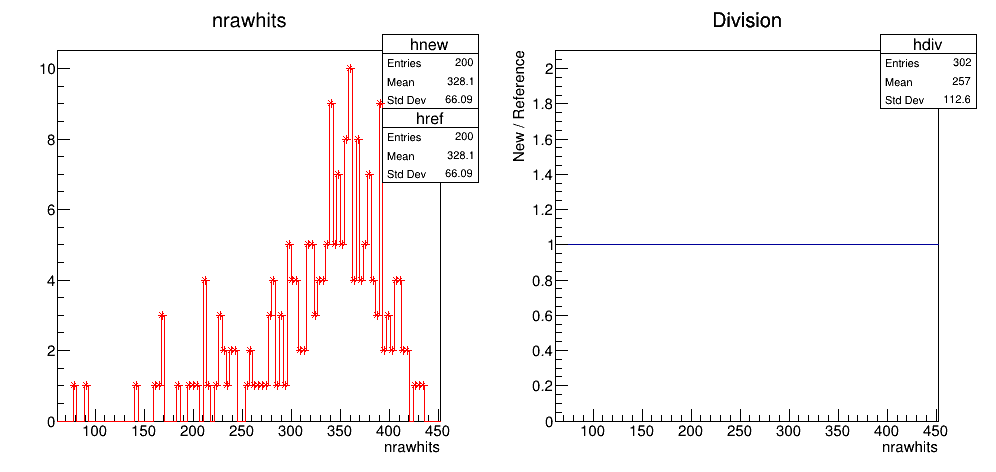 nrawhits
hnew
Entries 200
Mean 328.1
Std Dev 66.09
href
Entries 200
Mean 328.1
Std Dev 66.09
10
8
6
4
2
0
100 150 200 250 300 350 400 450
nrawhits
Division
hdiv
Entries 302
Mean 257
Std Dev 112.6
New / Reference
2
1.8
1.6
1.4
1.2
1
0.8
0.6
0.4
0.2
0
100 150 200 250 300 350 400 450
nrawhits